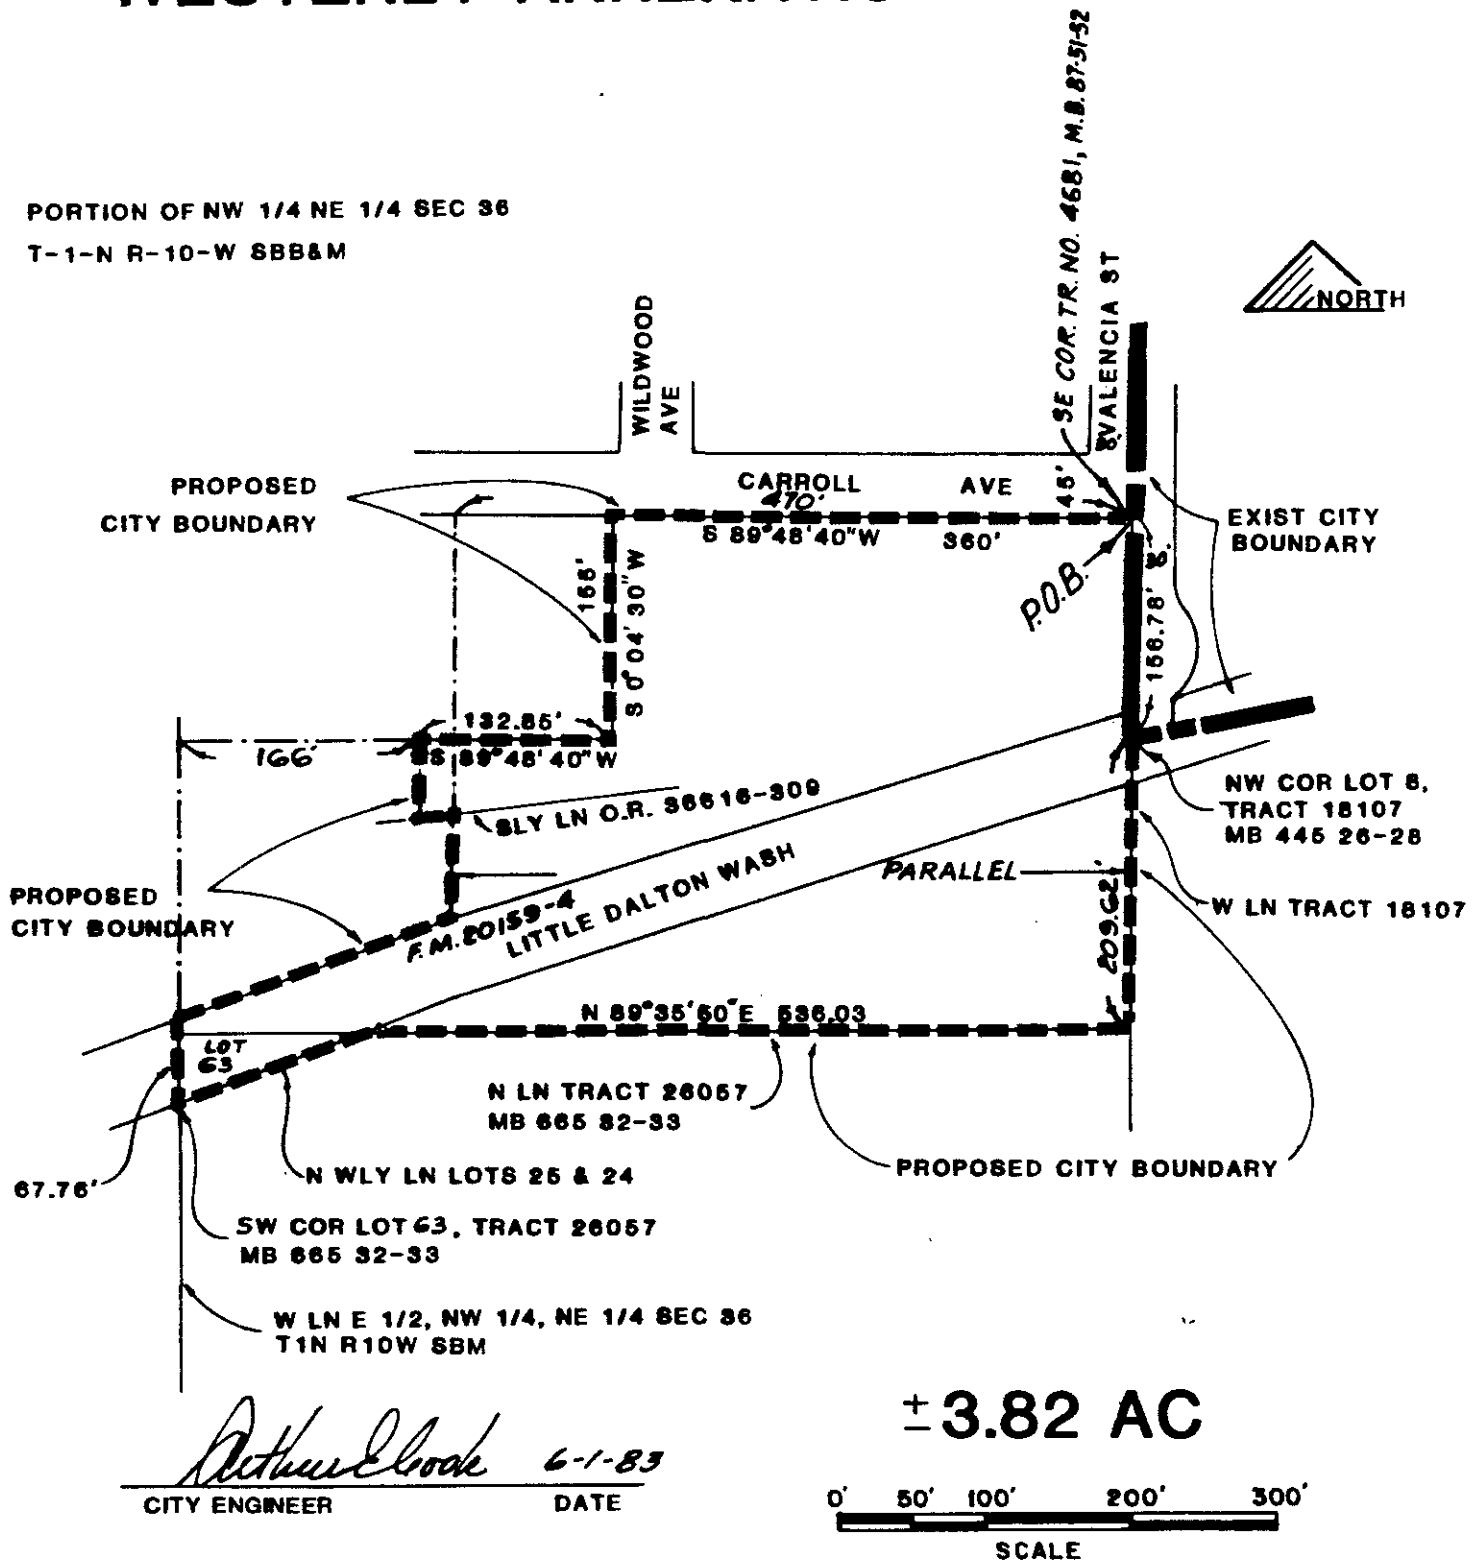 PORTION OF NW 1/4 NE 1/4 SEC 36
T-1-N R-10-W SBB&M
SE COR. TR. NO. 4681, M.B. 87-51-52
VALENCIA ST
NORTH
WILDWOOD
AVE
PROPOSED
CITY BOUNDARY
CARROLL AVE
470'
45'
S 89°48'40"W 360'
EXIST CITY
BOUNDARY
P.O.B.
155'
S 0°04'30"W
156.78'
132.85'
S 89°48'40"W
166'
SLY LN O.R. 36616-309
NW COR LOT 8,
TRACT 18107
MB 445 26-28
PARALLEL
PROPOSED
CITY BOUNDARY
F.M. 20159-4
LITTLE DALTON WASH
W LN TRACT 18107
209.62'
N 89°35'50"E 536.03
LOT
63
N LN TRACT 26057
MB 665 32-33
67.76'
N WLY LN LOTS 25 & 24
PROPOSED CITY BOUNDARY
SW COR LOT 63, TRACT 26057
MB 665 32-33
W LN E 1/2, NW 1/4, NE 1/4 SEC 36
T1N R10W SBM
±3.82 AC
Arthur E Cook 6-1-83
CITY ENGINEER DATE
0' 50' 100' 200' 300'
SCALE